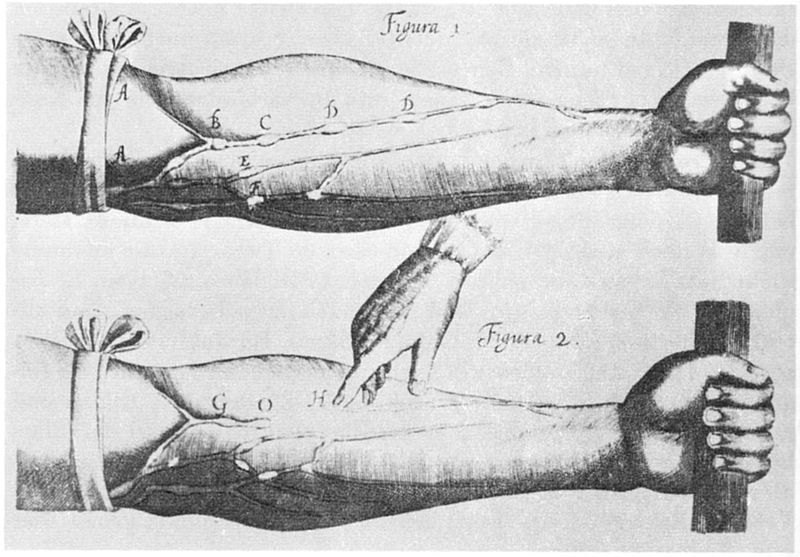 Figura 1
A
B C D D
A
E
F
Figura 2.
G O H